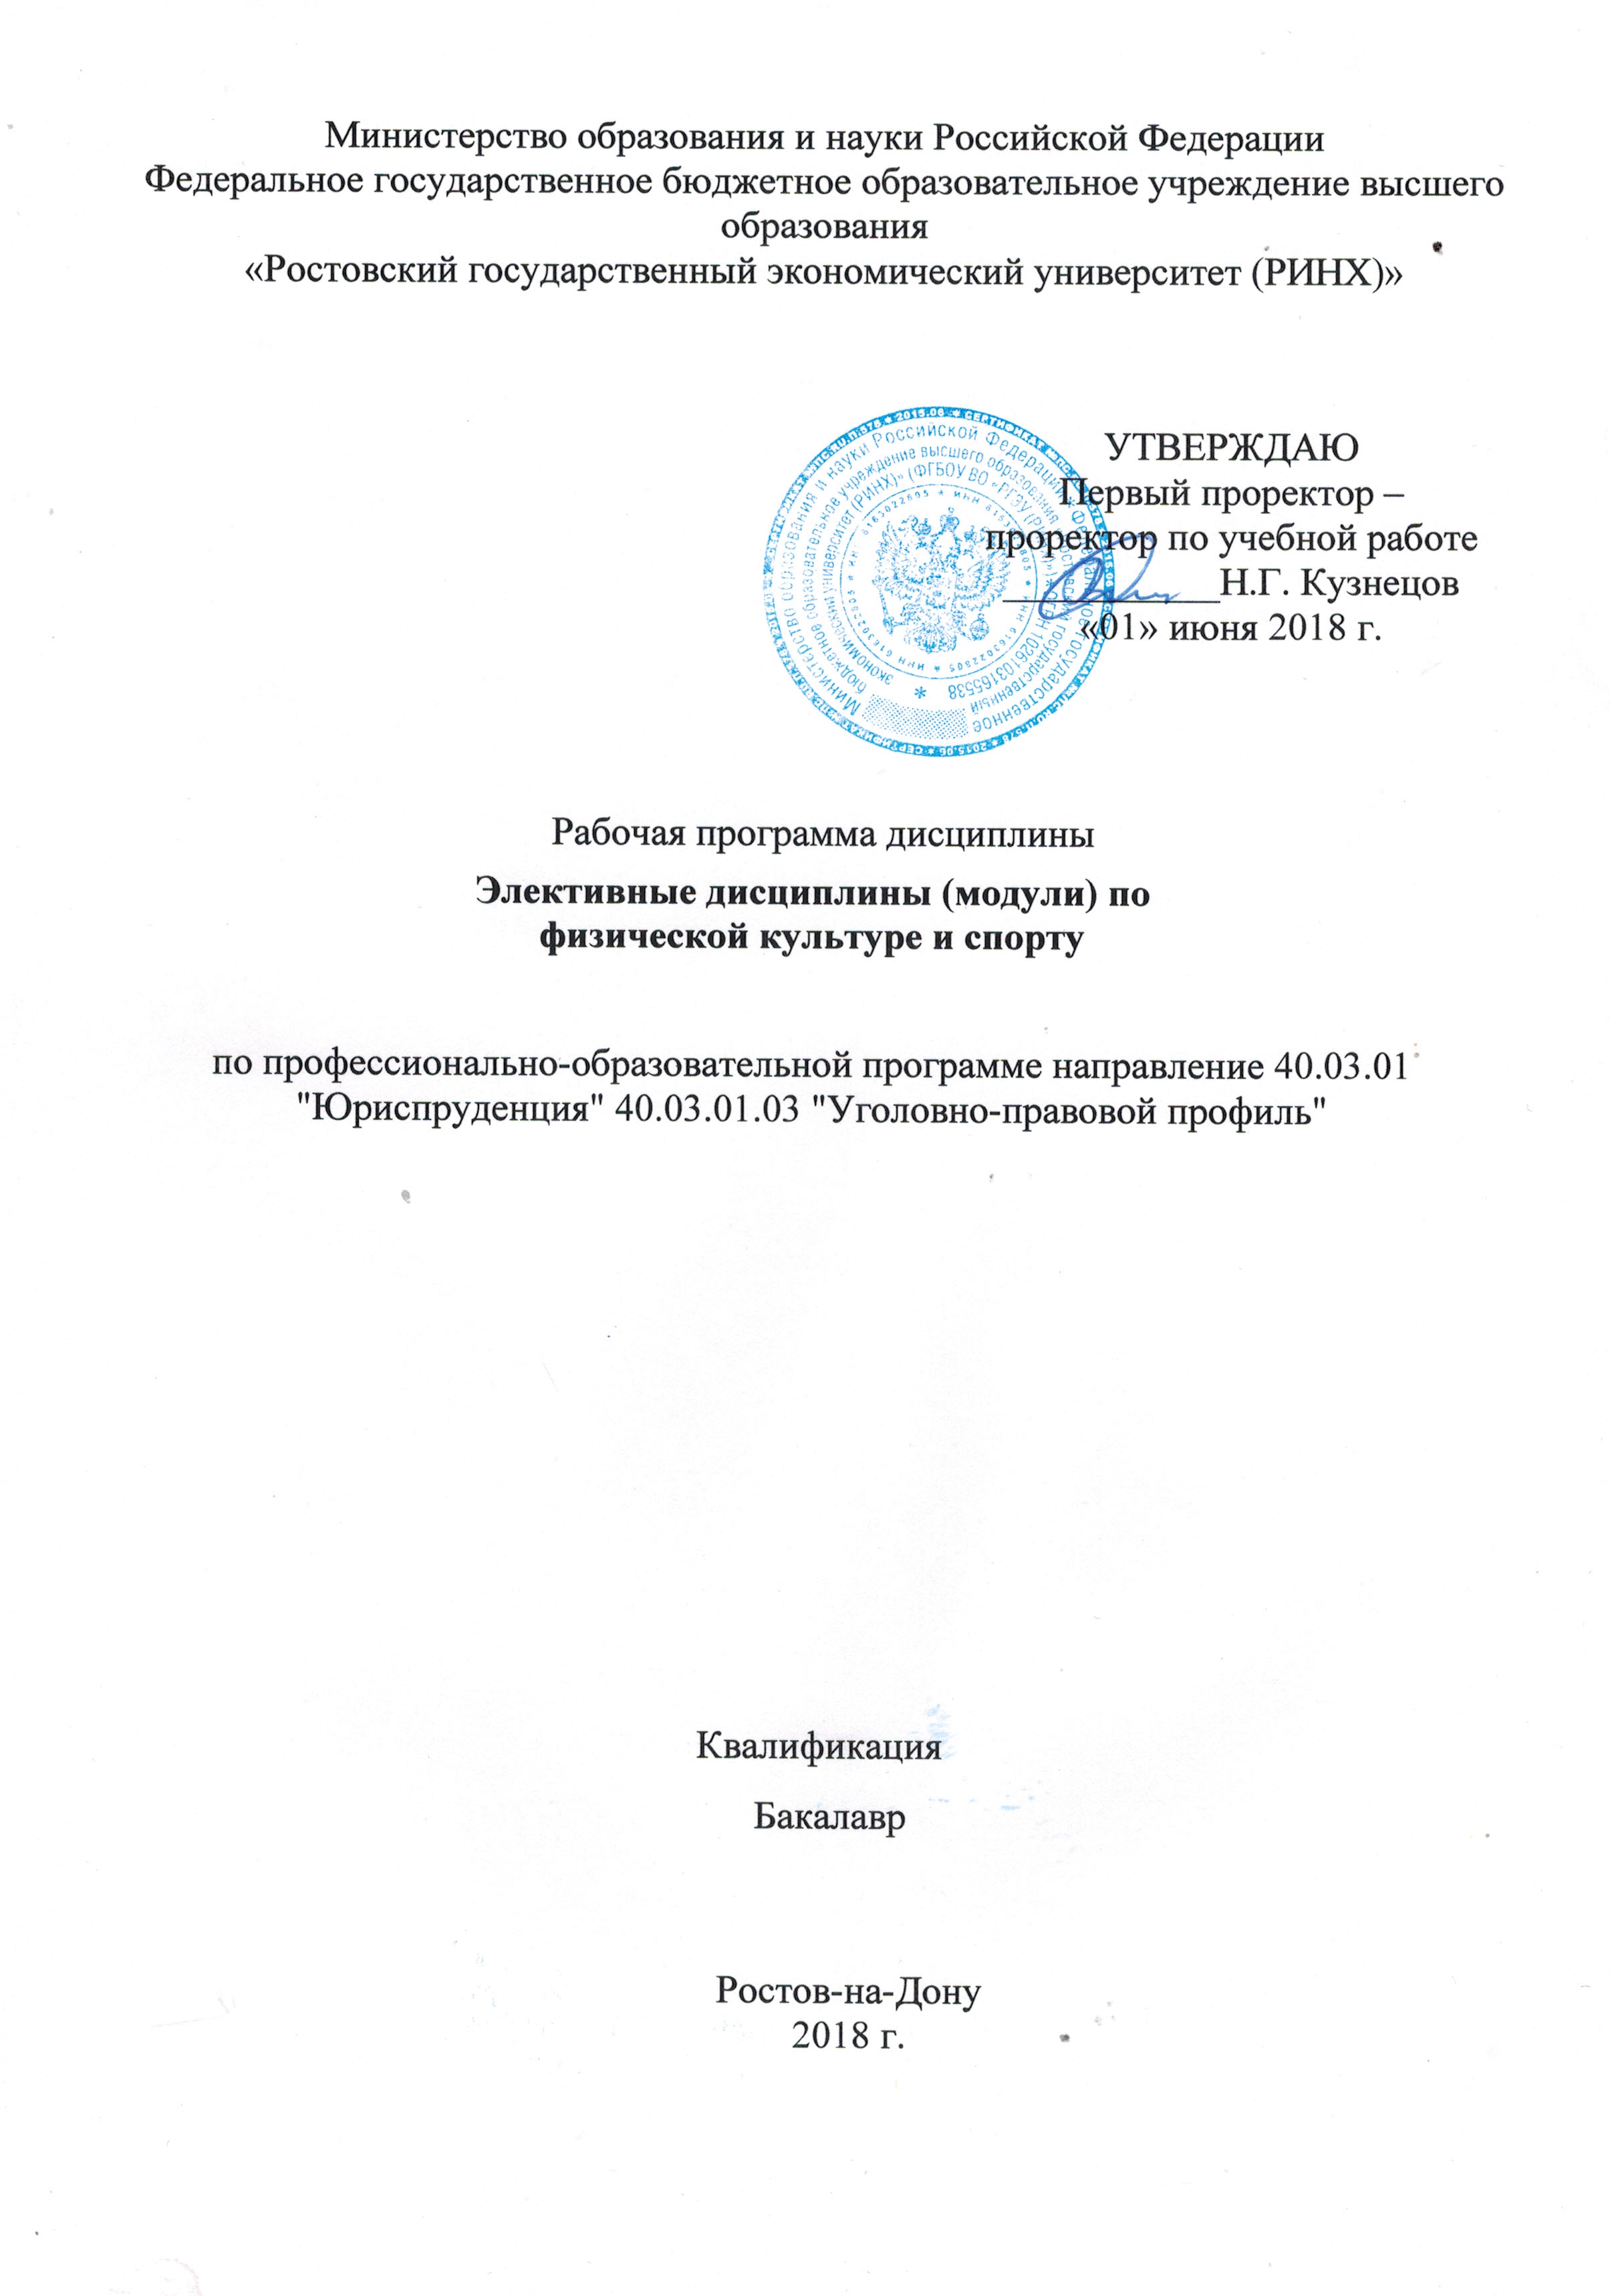 Министерство образования и науки Российской Федерации
Федеральное государственное бюджетное образовательное учреждение высшего
образования
«Ростовский государственный экономический университет (РИНХ)»
УТВЕРЖДАЮ
Первый проректор –
проректор по учебной работе
____________Н.Г. Кузнецов
«01» июня 2018 г.
Рабочая программа дисциплины
Элективные дисциплины (модули) по
физической культуре и спорту
по профессионально-образовательной программе направление 40.03.01
"Юриспруденция" 40.03.01.03 "Уголовно-правовой профиль"
Квалификация
Бакалавр
Ростов-на-Дону
2018 г.